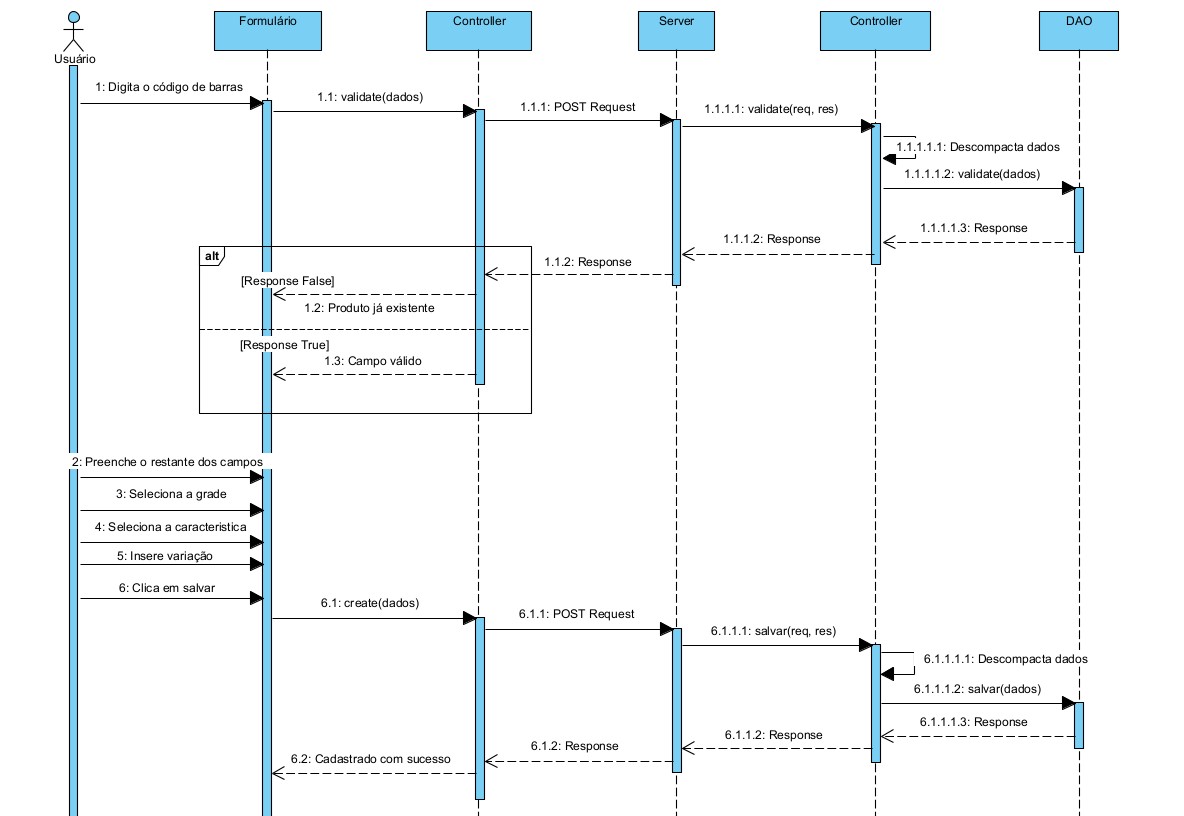 Usuário
Formulário
Controller
Server
Controller
DAO
1: Digita o código de barras
1.1: validate(dados)
1.1.1: POST Request
1.1.1.1: validate(req, res)
1.1.1.1.1: Descompacta dados
1.1.1.1.2: validate(dados)
1.1.1.1.3: Response
1.1.1.2: Response
1.1.2: Response
alt
[Response False]
1.2: Produto já existente
[Response True]
1.3: Campo válido
2: Preenche o restante dos campos
3: Seleciona a grade
4: Seleciona a caracteristica
5: Insere variação
6: Clica em salvar
6.1: create(dados)
6.1.1: POST Request
6.1.1.1: salvar(req, res)
6.1.1.1.1: Descompacta dados
6.1.1.1.2: salvar(dados)
6.1.1.1.3: Response
6.1.1.2: Response
6.1.2: Response
6.2: Cadastrado com sucesso